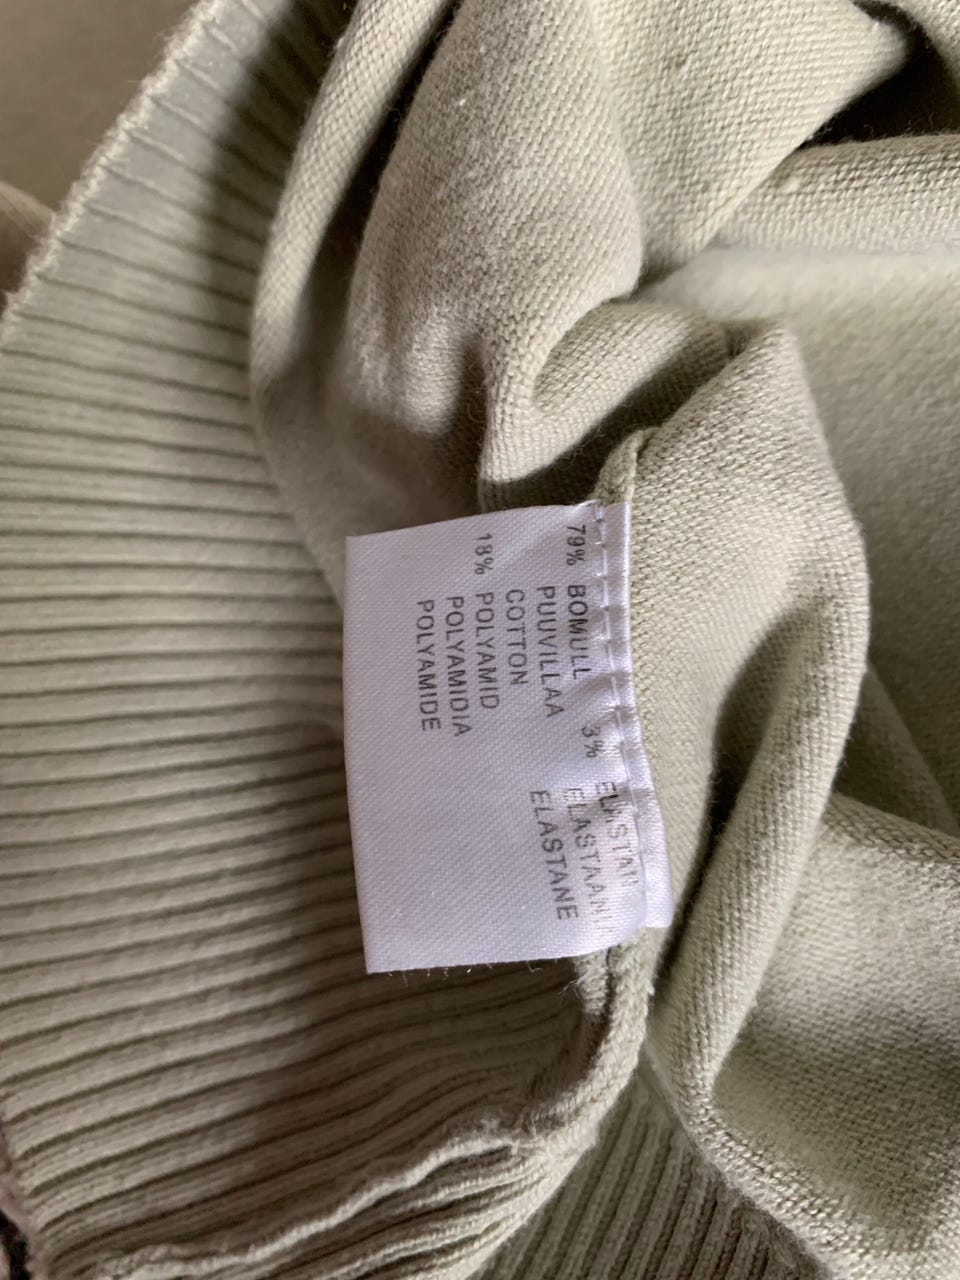 79% BOMULL
PUUVILLAA
COTTON
18% POLYAMID
POLYAMIDIA
POLYAMIDE
3% ELASTAN
ELASTAANI
ELASTANE